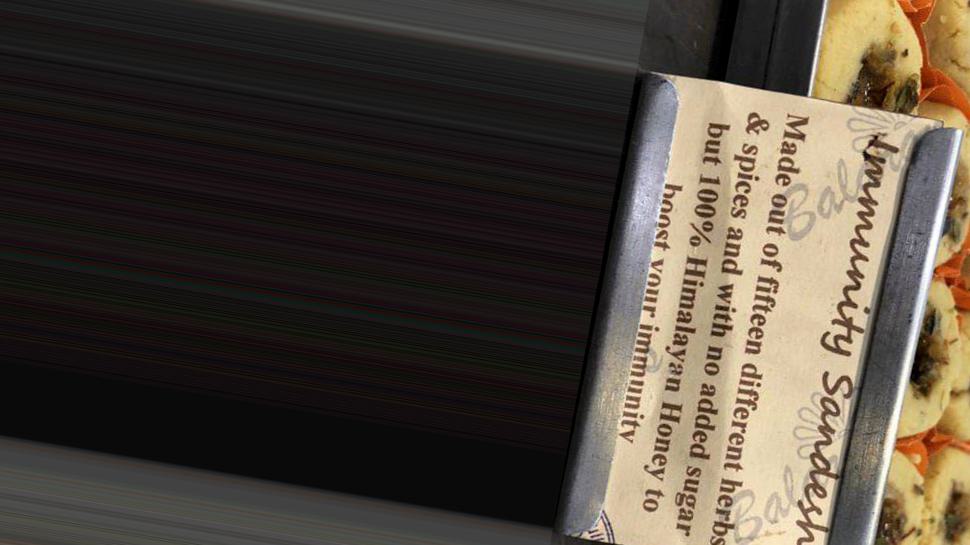 Immunity Sandesh
Made out of fifteen different herbs
& spices and with no added sugar
but 100% Himalayan Honey to
boost your immunity